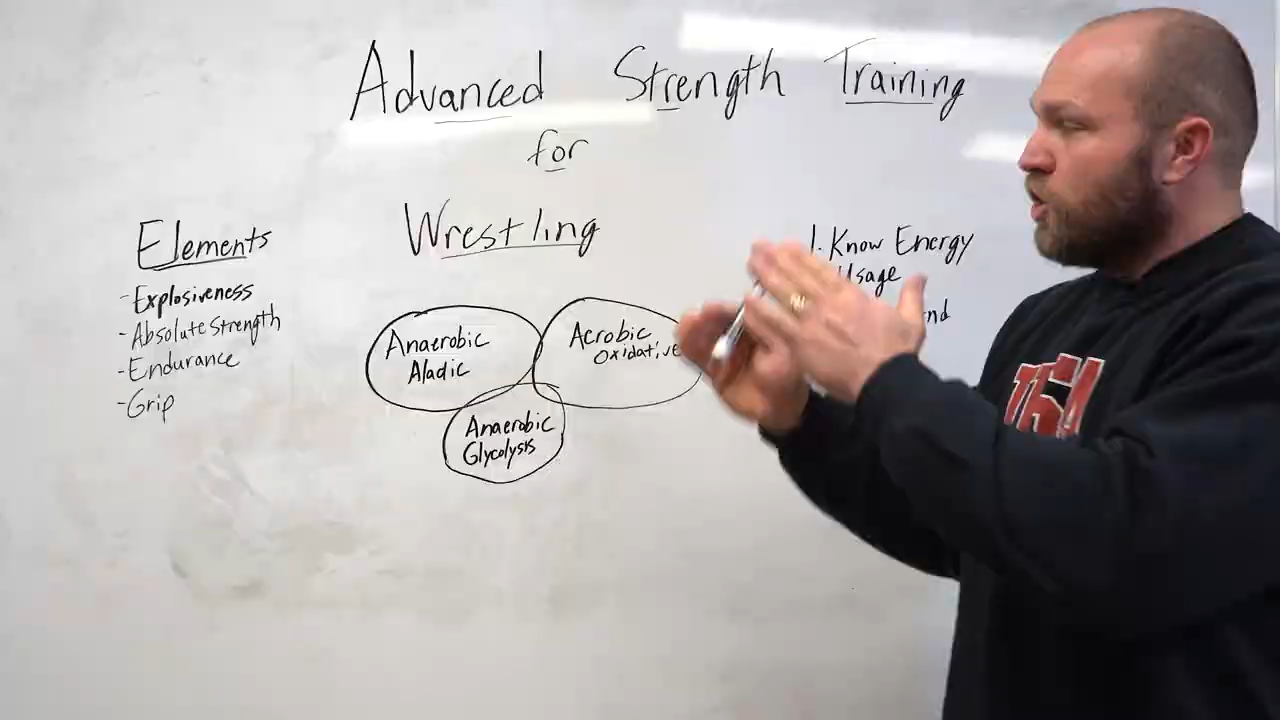 Advanced Strength Training
for
Wrestling
Elements
- Explosiveness
- Absolute Strength
- Endurance
- Grip
Anaerobic
Aladic
Aerobic
Oxidative
Anaerobic
Glycolysis
1. Know Energy
Usage